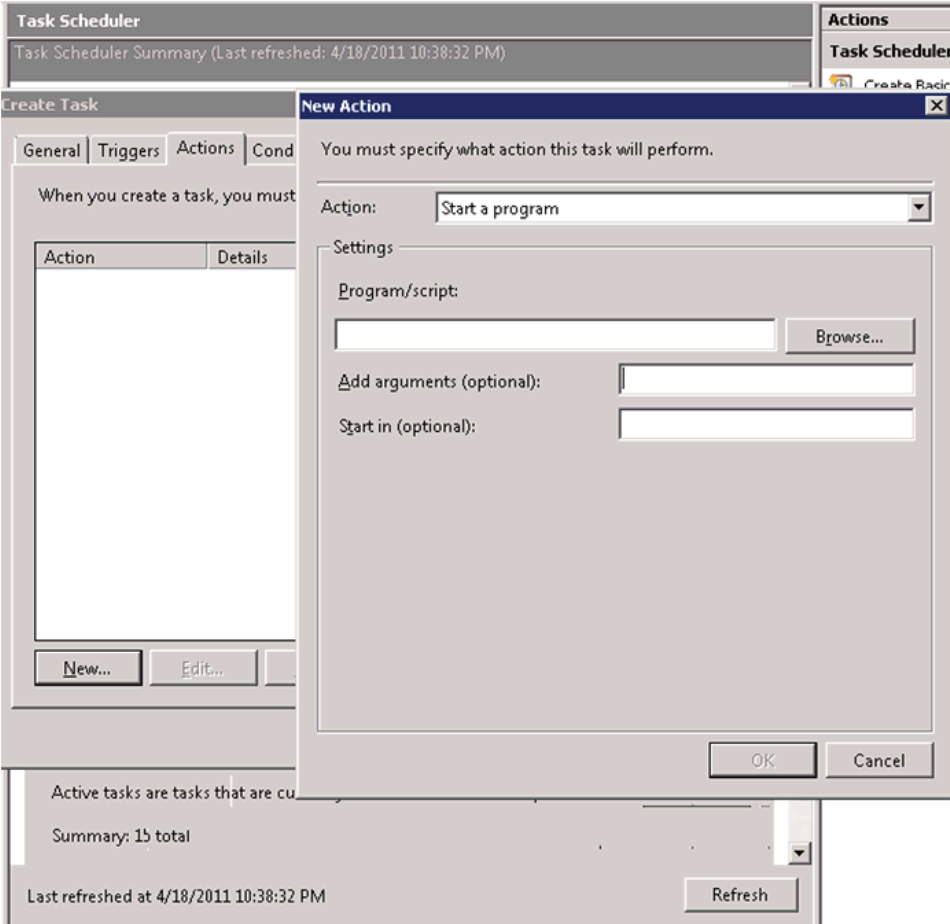 Task Scheduler
Task Scheduler Summary (Last refreshed: 4/18/2011 10:38:32 PM)
Actions
Task Scheduler
Create Basic
Create Task
General
Triggers
Actions
Cond
When you create a task, you must
Action
Details
New...
Edit...
New Action
You must specify what action this task will perform.
Action:
Start a program
Settings
Program/script:
Browse...
Add arguments (optional):
Start in (optional):
OK
Cancel
Active tasks are tasks that are cu
Summary: 15 total
Last refreshed at 4/18/2011 10:38:32 PM
Refresh